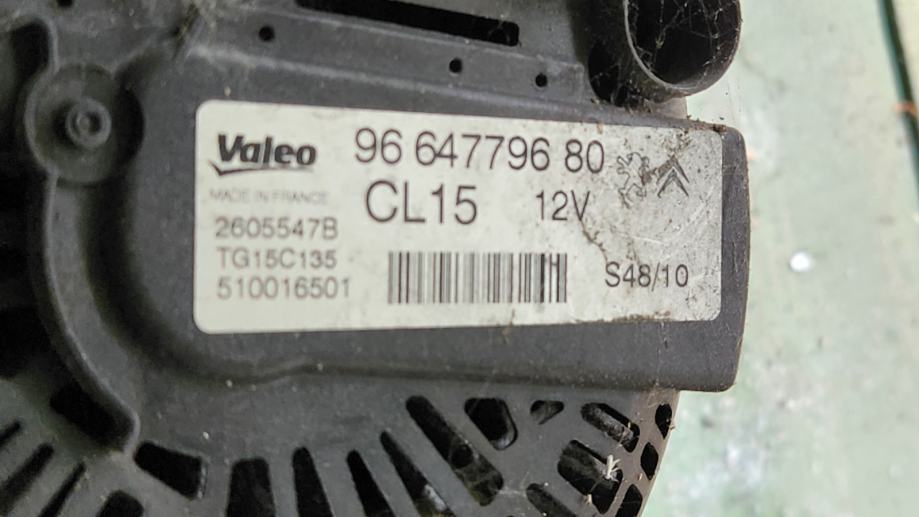 Valeo 96 647796 80
MADE IN FRANCE
CL15 12V
2605547B
TG15C135
510016501
S48/10